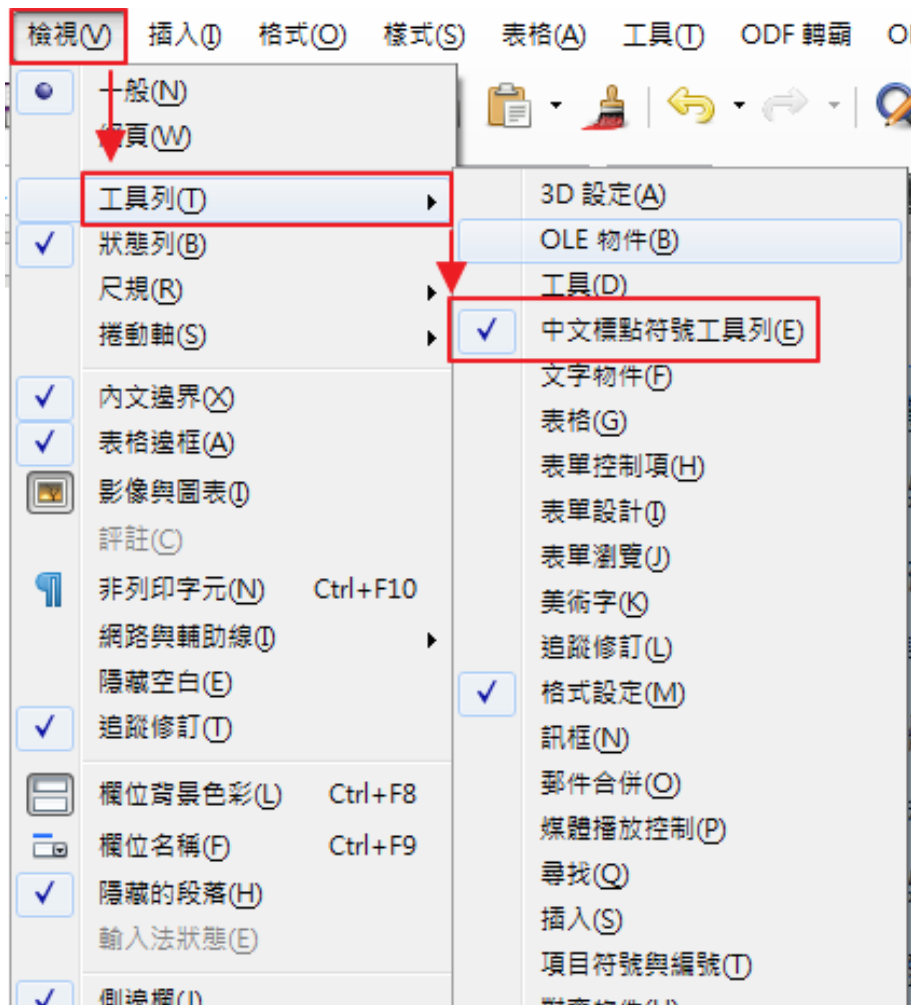 檢視(V) 插入(I) 格式(O) 樣式(S) 表格(A) 工具(T) ODF 轉霸
一般(N)
網頁(W)
工具列(T)
狀態列(B)
尺規(R)
捲動軸(S)
內文邊界(X)
表格邊框(A)
影像與圖表(I)
評註(C)
非列印字元(N) Ctrl+F10
網路與輔助線(I)
隱藏空白(E)
追蹤修訂(T)
欄位背景色彩(L) Ctrl+F8
欄位名稱(F) Ctrl+F9
隱藏的段落(H)
輸入法狀態(E)
側邊欄(J)
3D 設定(A)
OLE 物件(B)
工具(D)
中文標點符號工具列(E)
文字物件(F)
表格(G)
表單控制項(H)
表單設計(I)
表單瀏覽(J)
美術字(K)
追蹤修訂(L)
格式設定(M)
訊框(N)
郵件合併(O)
媒體播放控制(P)
尋找(Q)
插入(S)
項目符號與編號(T)
對齊物件(U)